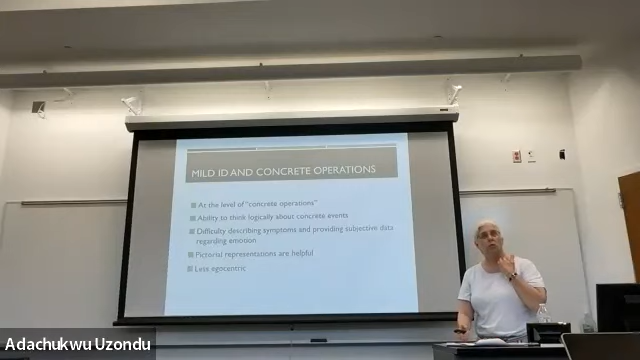 MILD ID AND CONCRETE OPERATIONS
At the level of "concrete operations"
Ability to think logically about concrete events
Difficulty describing symptoms and providing subjective data
regarding emotion
Pictorial representations are helpful
Less egocentric
Adachukwu Uzondu